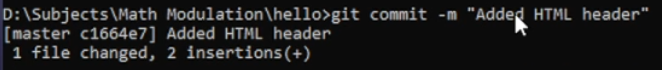 D:\Subjects\Math Modulation\hello>git commit -m "Added HTML header"
[master c1664e7] Added HTML header
1 file changed, 2 insertions(+)